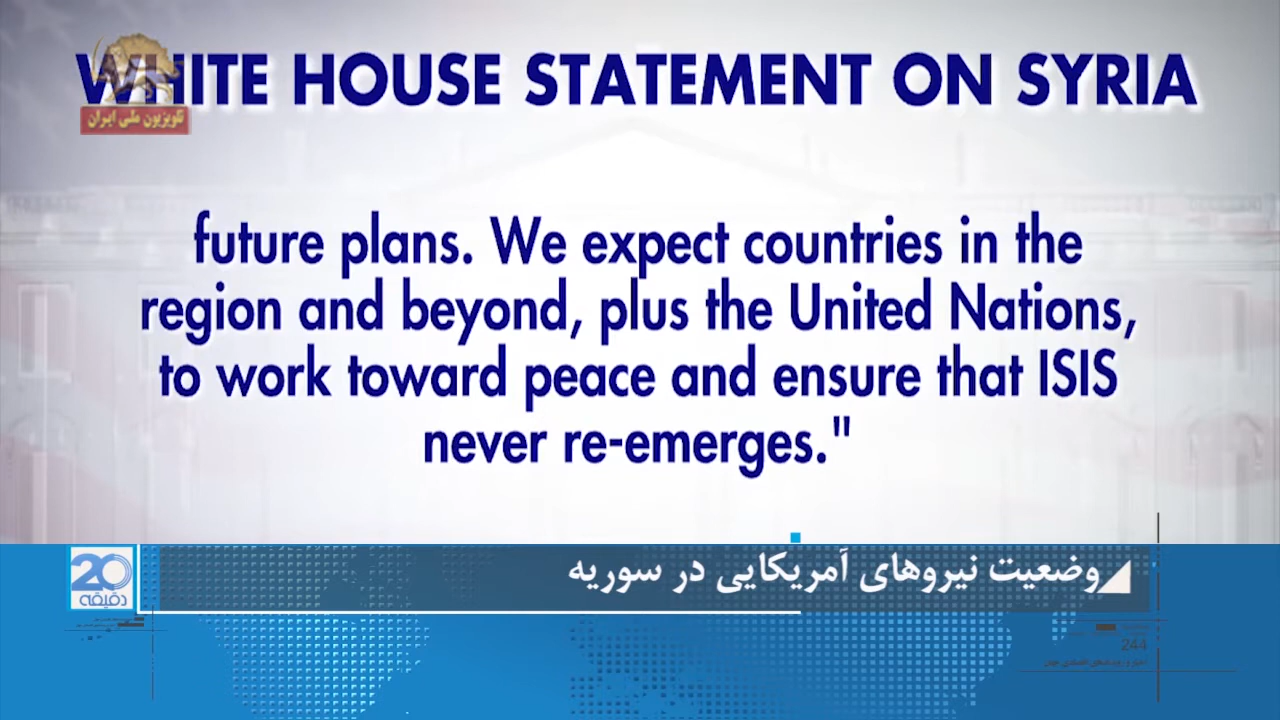 WHITE HOUSE STATEMENT ON SYRIA
تلویزیون ملی ایران
future plans. We expect countries in the
region and beyond, plus the United Nations,
to work toward peace and ensure that ISIS
never re-emerges."
وضعیت نیروهای آمریکایی در سوریه
20
دقیقه
244